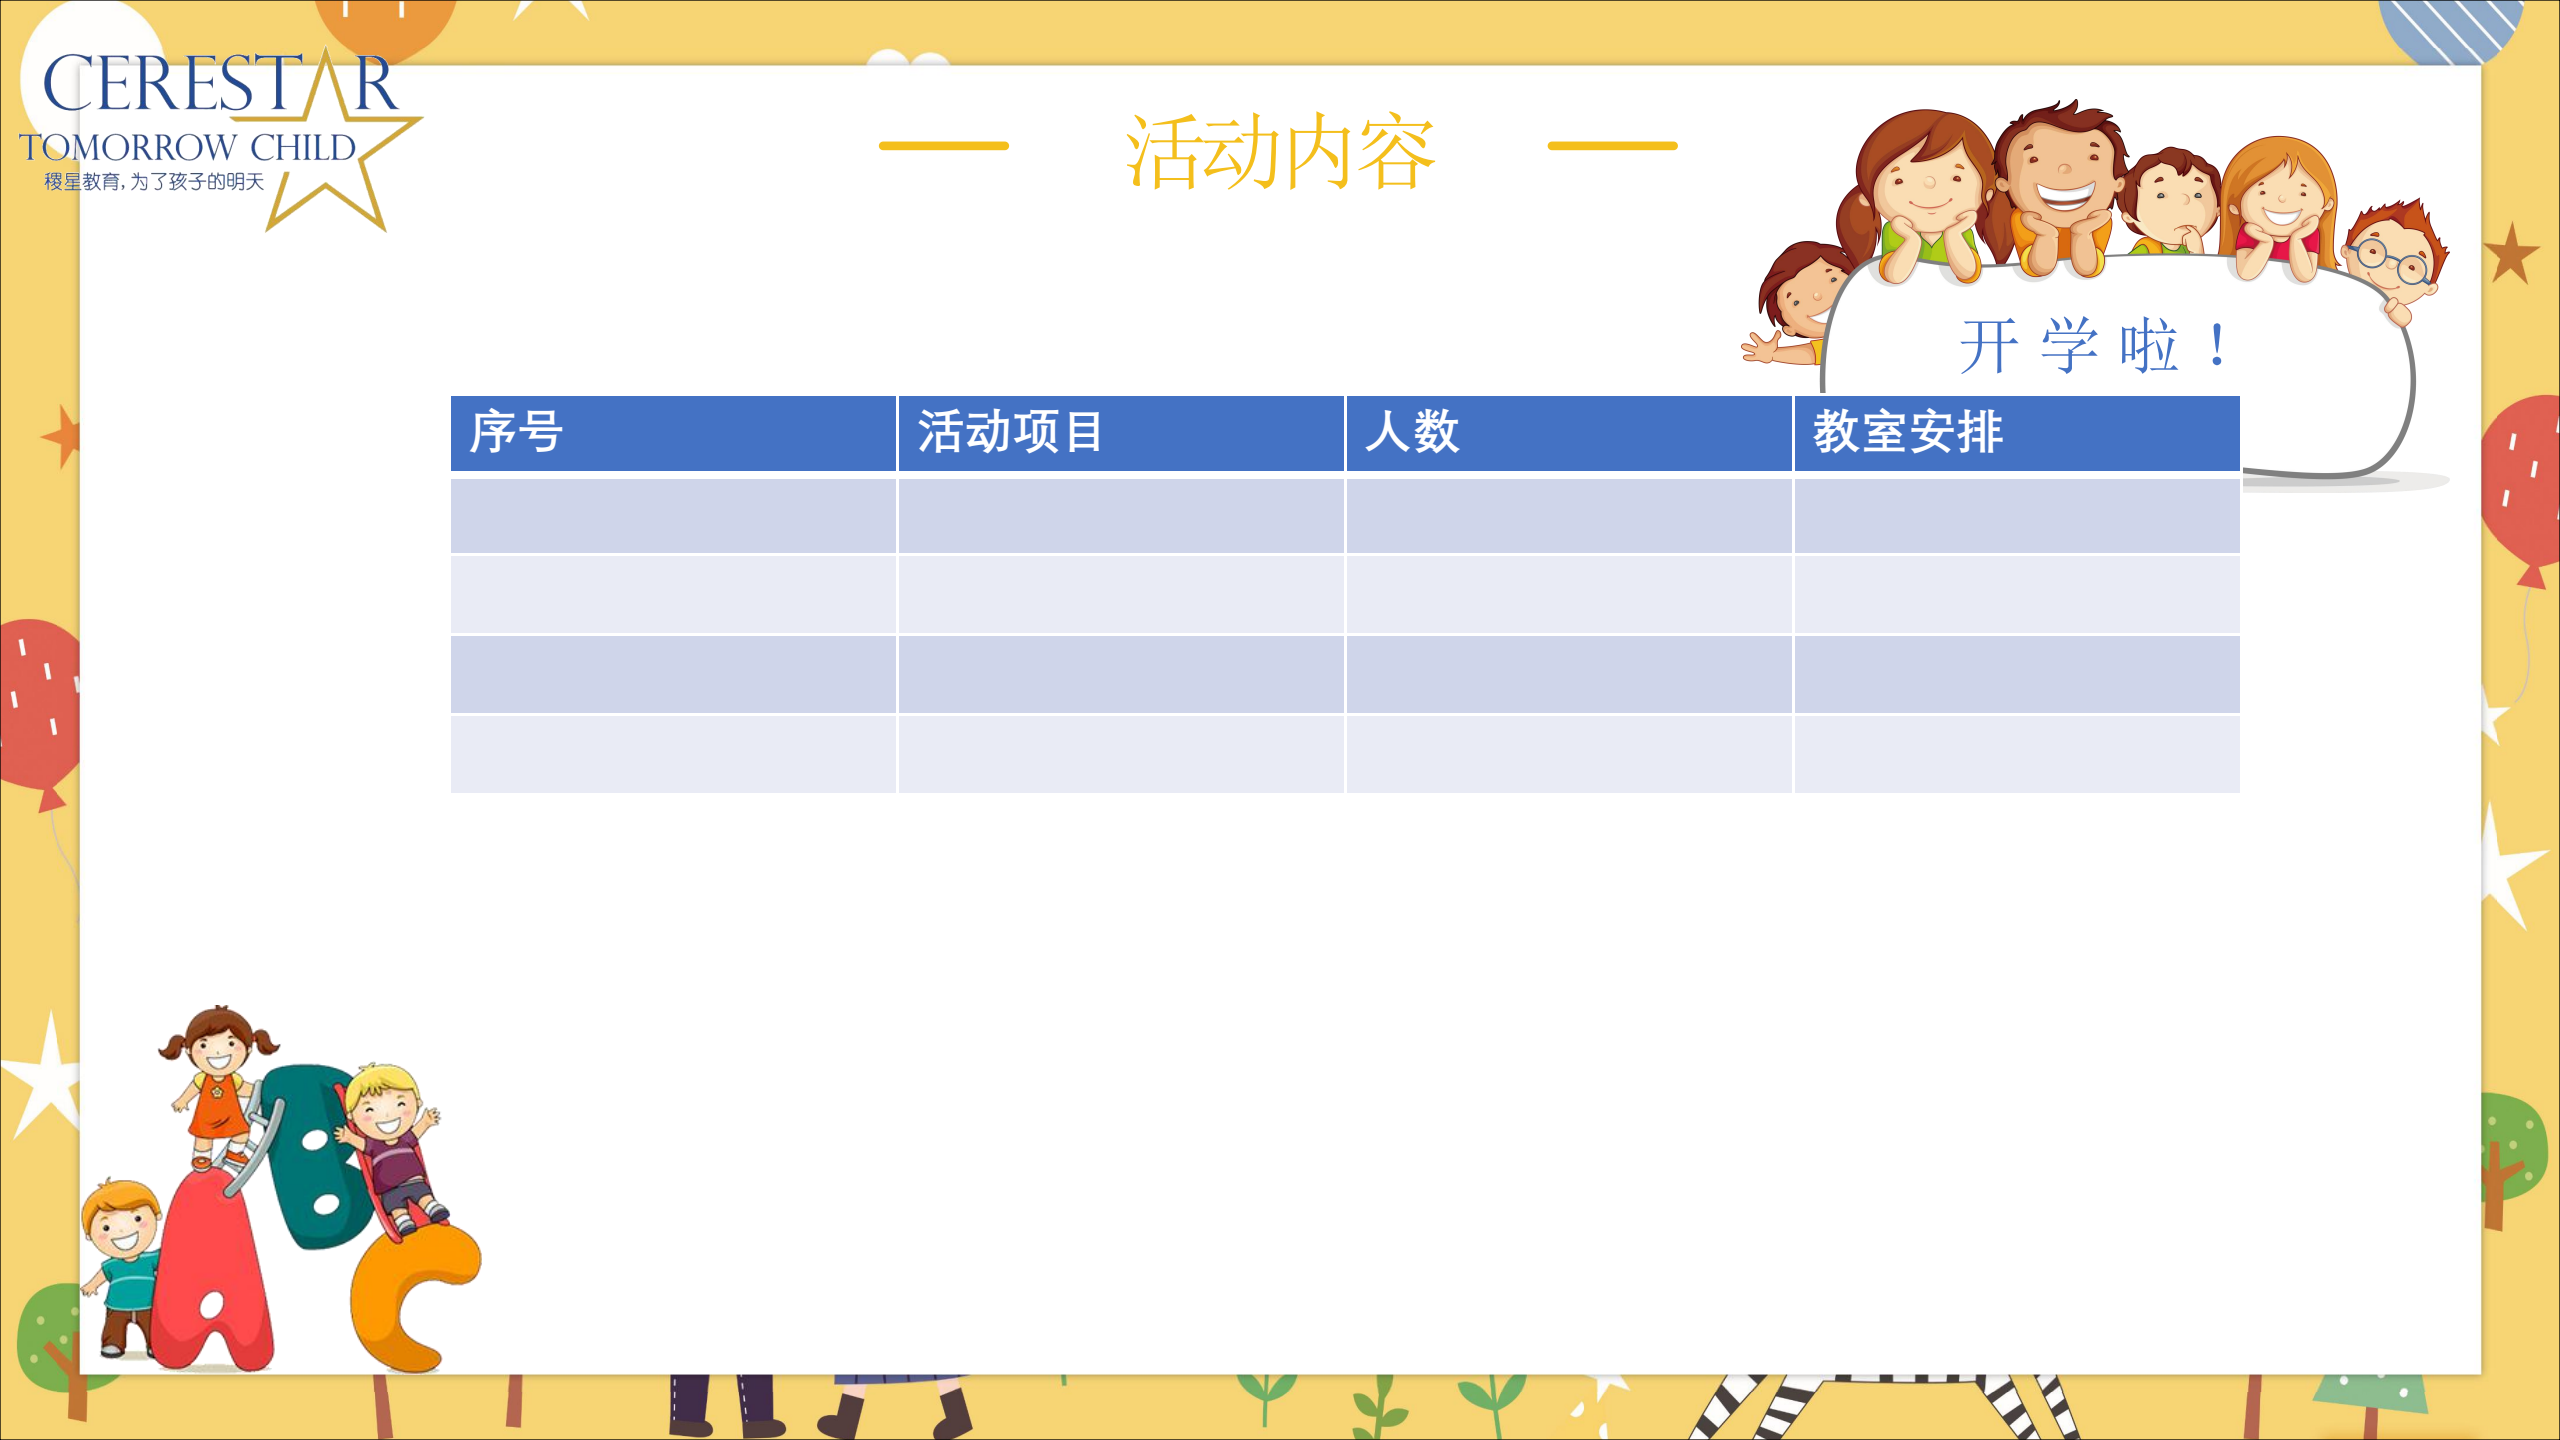 CERESTAR
TOMORROW CHILD
稷星教育,为了孩子的明天
活动内容
开学啦！
序号 活动项目 人数 教室安排
A B C